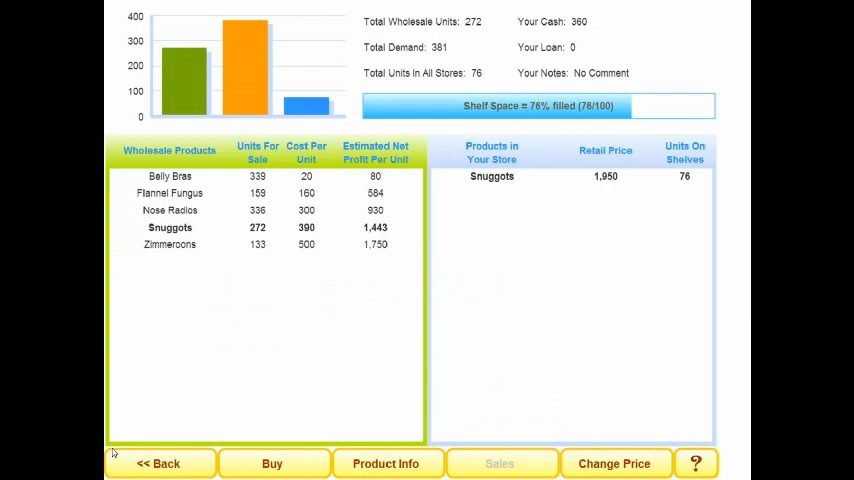 400
300
200
100
0
Total Wholesale Units: 272
Your Cash: 360
Total Demand: 381
Your Loan: 0
Total Units In All Stores: 76
Your Notes: No Comment
Shelf Space = 76% filled (76/100)
Wholesale Products Units For Sale Cost Per Unit Estimated Net Profit Per Unit
Belly Bras 339 20 80
Flannel Fungus 159 160 584
Nose Radios 336 300 930
Snuggots 272 390 1,443
Zimmeroons 133 500 1,750
Products in Your Store Retail Price Units On Shelves
Snuggots 1,950 76
<< Back Buy Product Info Sales Change Price ?